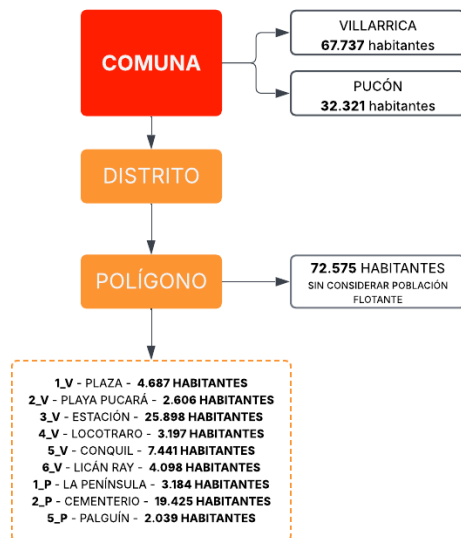 COMUNA
VILLARRICA
67.737 habitantes
PUCÓN
32.321 habitantes
DISTRITO
POLÍGONO
72.575 HABITANTES
SIN CONSIDERAR POBLACIÓN
FLOTANTE
1_V - PLAZA - 4.687 HABITANTES
2_V - PLAYA PUCARÁ - 2.606 HABITANTES
3_V - ESTACIÓN - 25.898 HABITANTES
4_V - LOCOTRARO - 3.197 HABITANTES
5_V - CONQUIL - 7.441 HABITANTES
6_V - LICÁN RAY - 4.098 HABITANTES
1_P - LA PENÍNSULA - 3.184 HABITANTES
2_P - CEMENTERIO - 19.425 HABITANTES
5_P - PALGUÍN - 2.039 HABITANTES